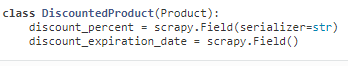 class DiscountedProduct(Product):
    discount_percent = scrapy.Field(serializer=str)
    discount_expiration_date = scrapy.Field()